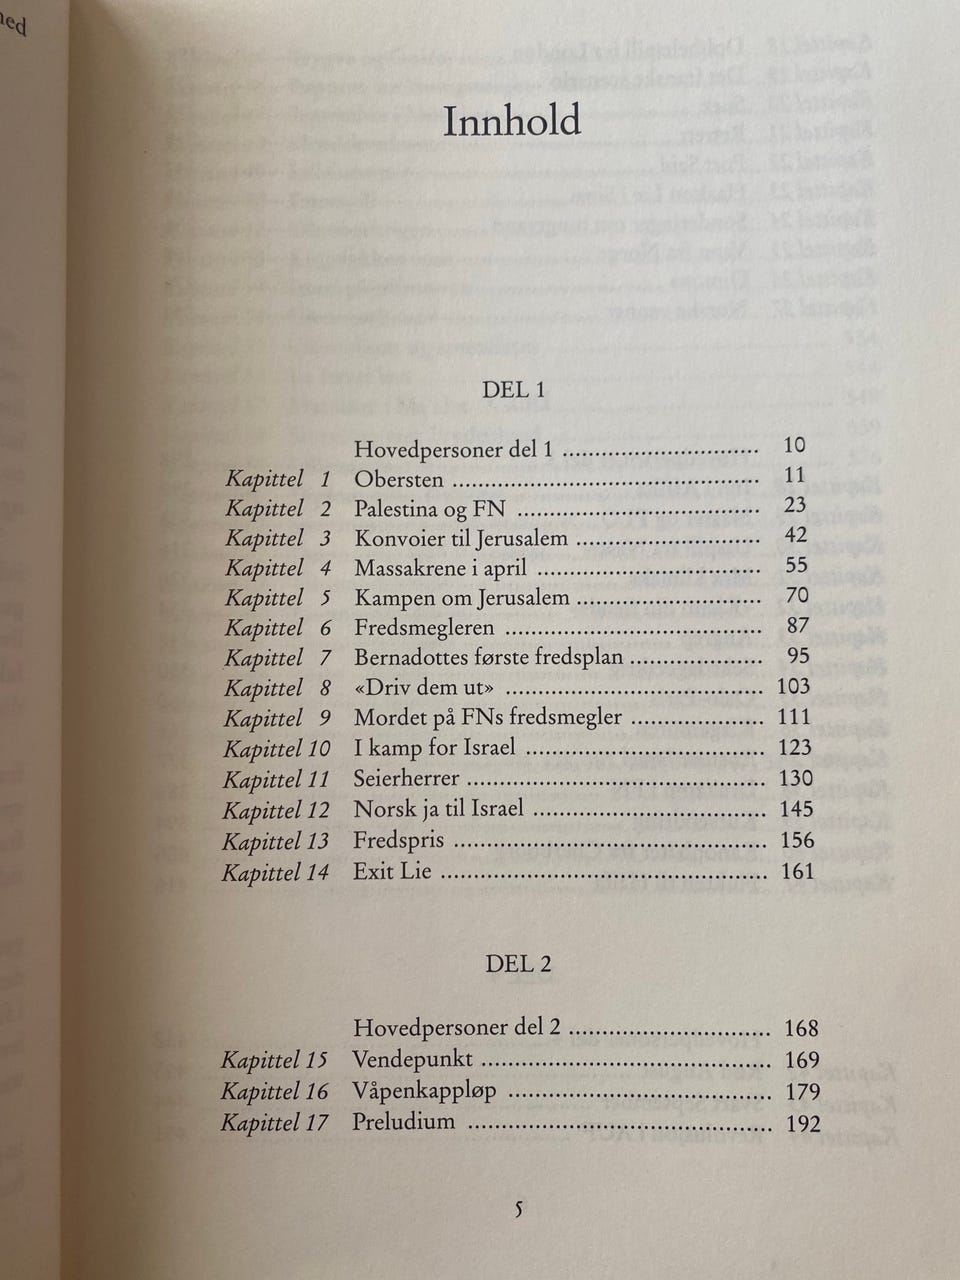 Innhold
DEL 1
Hovedpersoner del 1 .............................. 10
Kapittel 1 Obersten .............................. 11
Kapittel 2 Palestina og FN .............................. 23
Kapittel 3 Konvoier til Jerusalem .............................. 42
Kapittel 4 Massakrene i april .............................. 55
Kapittel 5 Kampen om Jerusalem .............................. 70
Kapittel 6 Fredsmegleren .............................. 87
Kapittel 7 Bernadottes første fredsplan .............................. 95
Kapittel 8 «Driv dem ut» .............................. 103
Kapittel 9 Mordet på FNs fredsmegler .............................. 111
Kapittel 10 I kamp for Israel .............................. 123
Kapittel 11 Seierherrer .............................. 130
Kapittel 12 Norsk ja til Israel .............................. 145
Kapittel 13 Fredspris .............................. 156
Kapittel 14 Exit Lie .............................. 161
DEL 2
Hovedpersoner del 2 .............................. 168
Kapittel 15 Vendepunkt .............................. 169
Kapittel 16 Våpenkappløp .............................. 179
Kapittel 17 Preludium .............................. 192
5